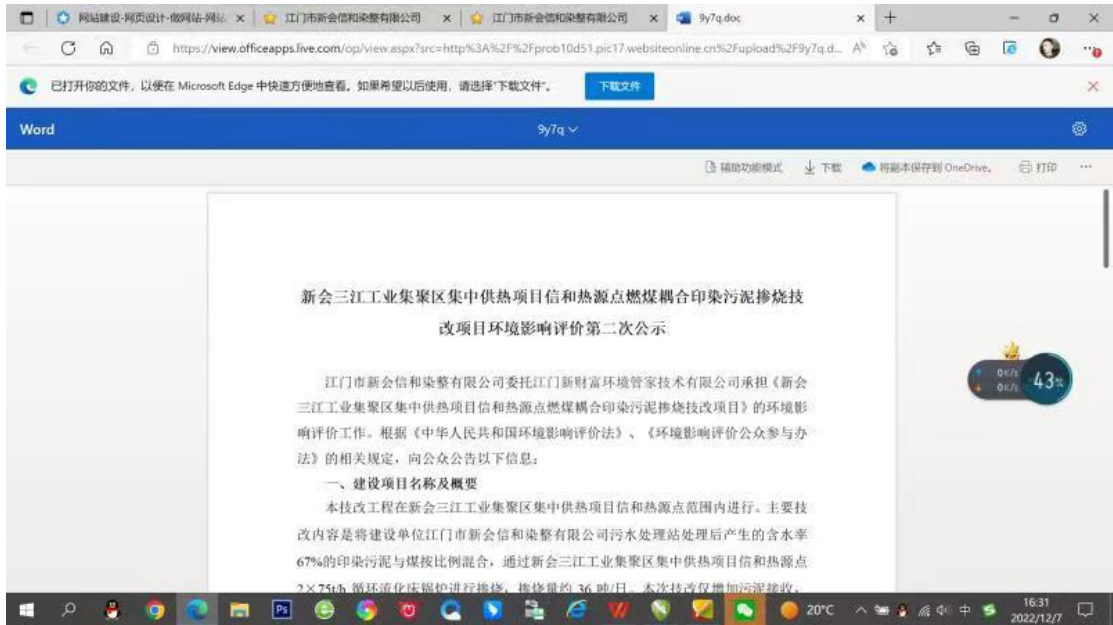 网站建设-网页设计-做网站-网站
江门市新会信和染整有限公司
江门市新会信和染整有限公司
9y7q.doc
https://view.officeapps.live.com/op/view.aspx?src=http%3A%2F%2Fprob10d51.pic17.websiteonline.cn%2Fupload%2F9y7q.d...
已打开你的文件，以便在 Microsoft Edge 中快速方便地查看。如果希望以后使用，请选择“下载文件”。
下载文件
Word
9y7q
辅助功能模式
下载
将副本保存到 OneDrive。
打印
新会三江工业集聚区集中供热项目信和热源点燃煤耦合印染污泥掺烧技
改项目环境影响评价第二次公示
江门市新会信和染整有限公司委托江门新财富环境管家技术有限公司承担《新会
三江工业集聚区集中供热项目信和热源点燃煤耦合印染污泥掺烧技改项目》的环境影
响评价工作。根据《中华人民共和国环境影响评价法》、《环境影响评价公众参与办
法》的相关规定，向公众公告以下信息：
一、建设项目名称及概要
本技改工程在新会三江工业集聚区集中供热项目信和热源点范围内进行。主要技
改内容是将建设单位江门市新会信和染整有限公司污水处理站处理后产生的含水率
67%的印染污泥与煤按比例混合，通过新会三江工业集聚区集中供热项目信和热源点
2×75t/h 循环流化床锅炉进行掺烧，掺烧量约 36 吨/日。本次技改仅增加污泥接收、
0K/s
0K/s
43%
20°C
中
16:31
2022/12/7